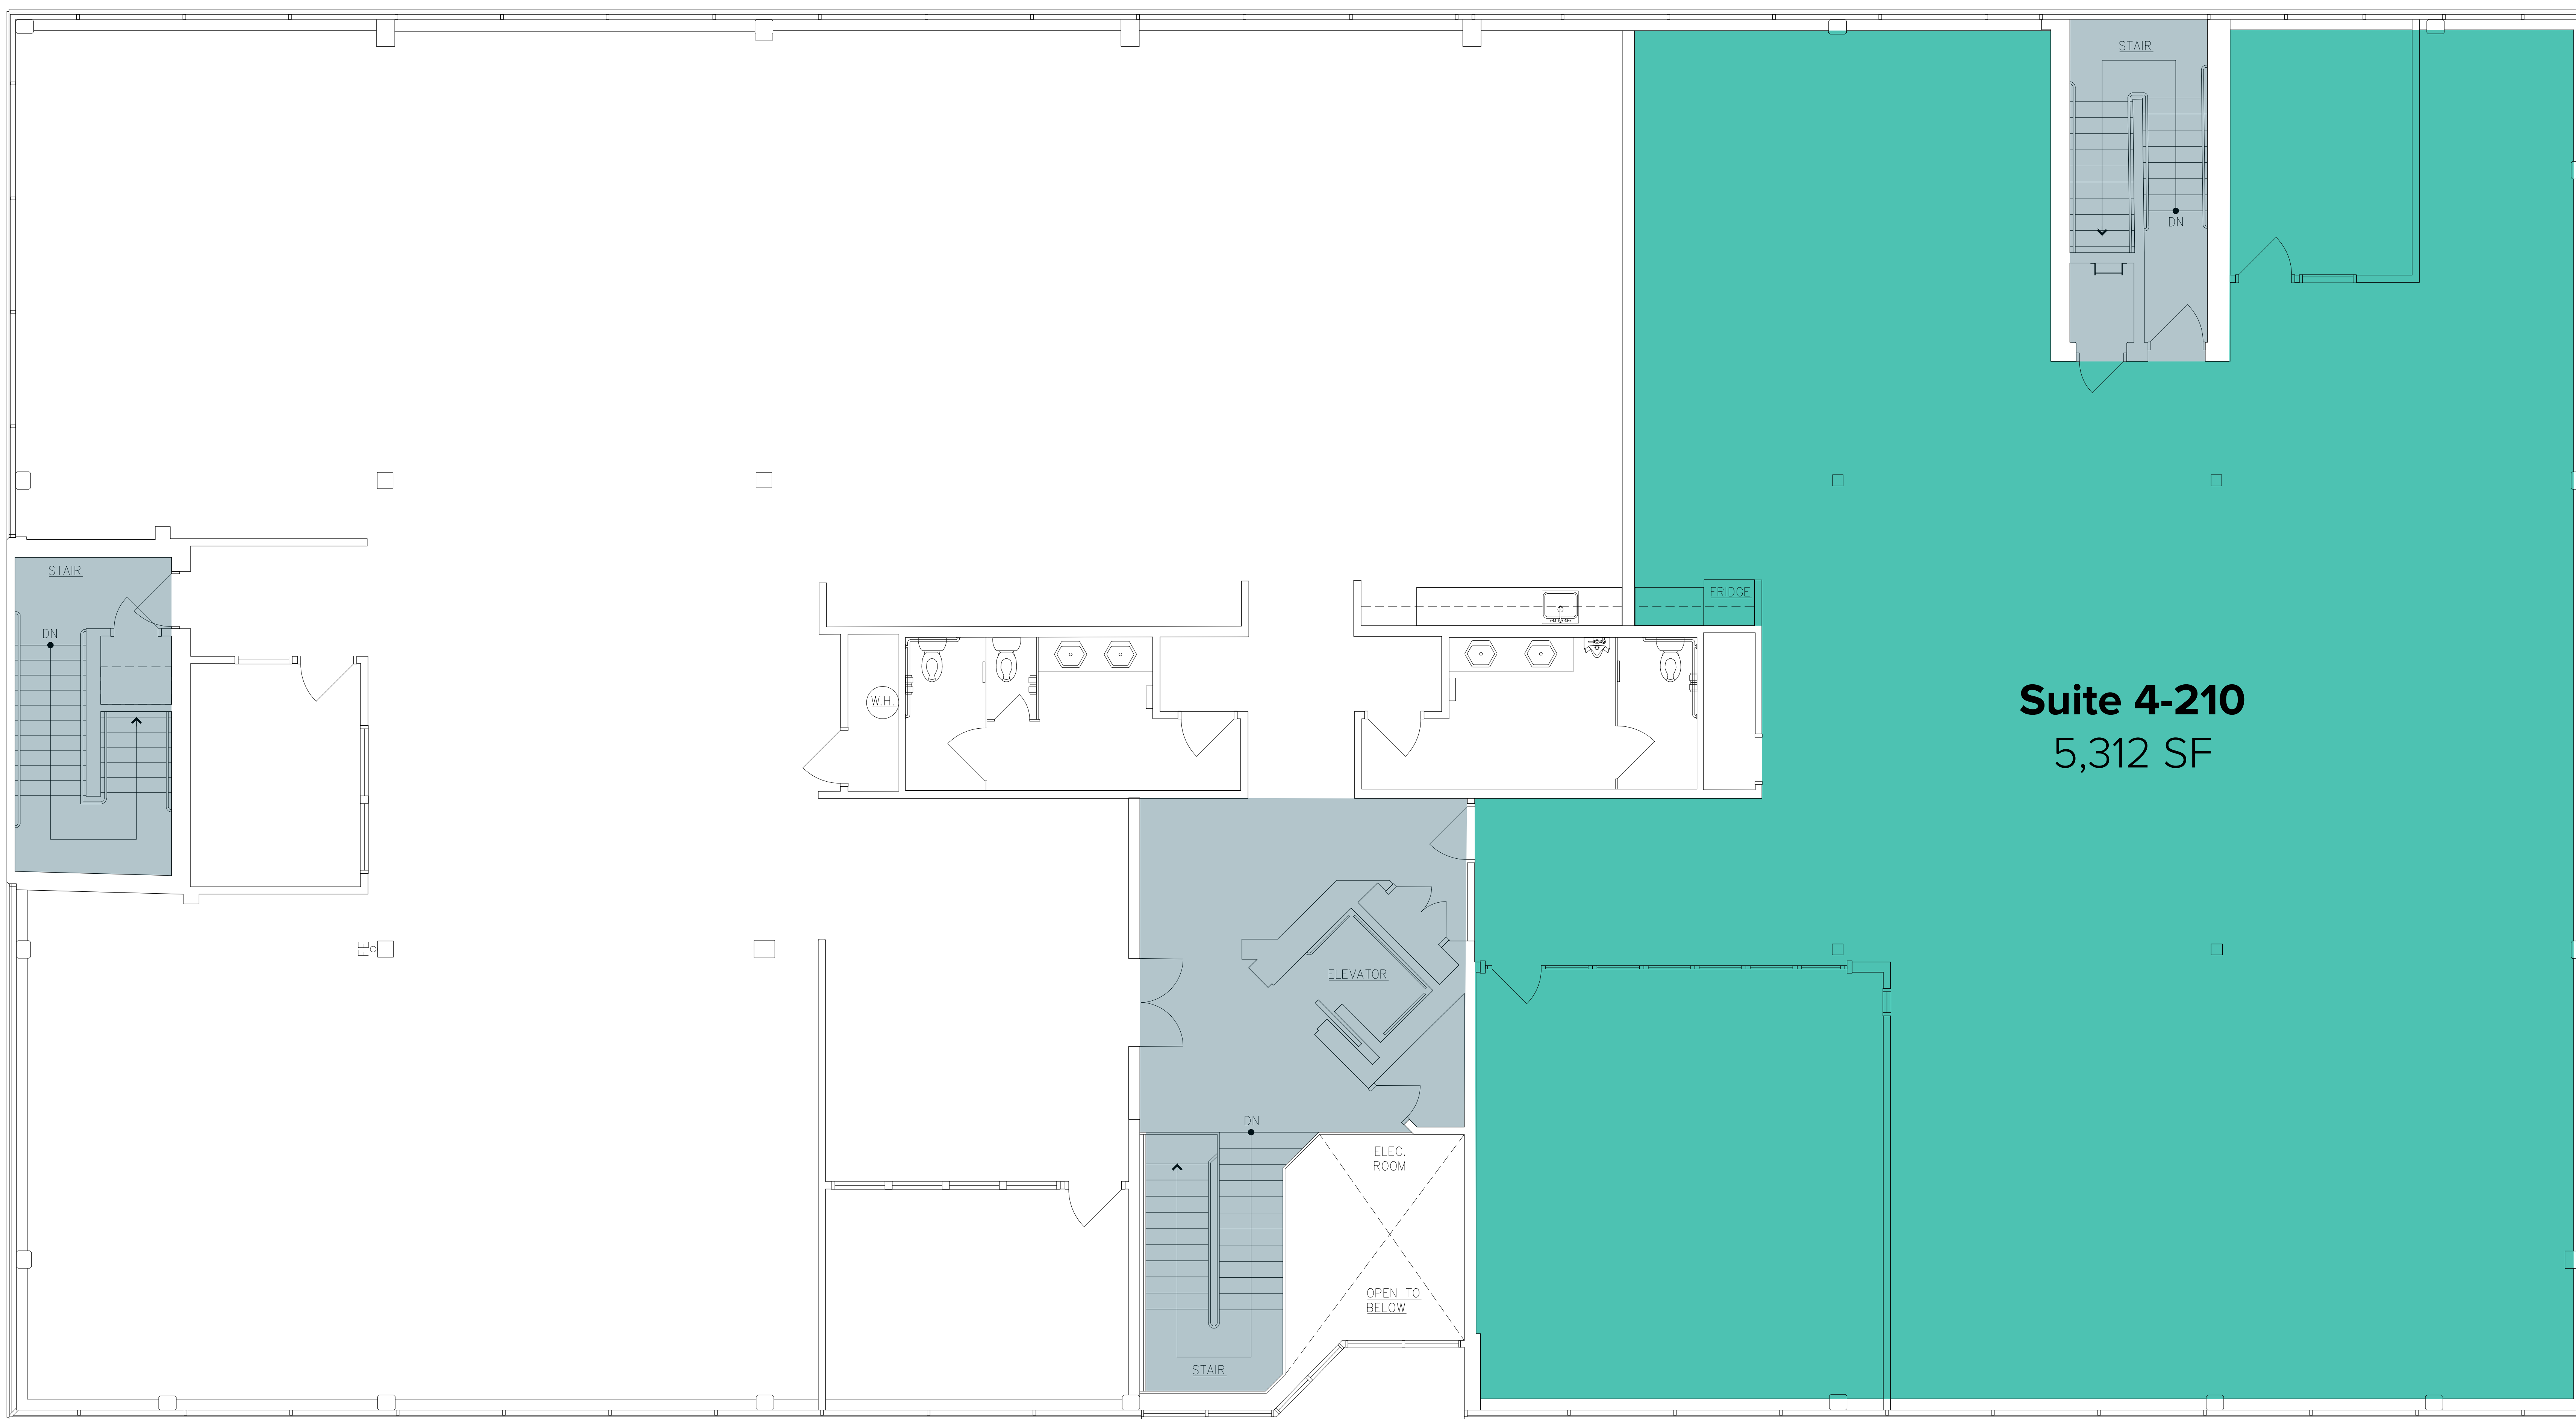 STAIR
DN
STAIR
DN
FRIDGE
W.H.
Suite 4-210
5,312 SF
FE
ELEVATOR
DN
ELEC.
ROOM
OPEN TO
BELOW
STAIR